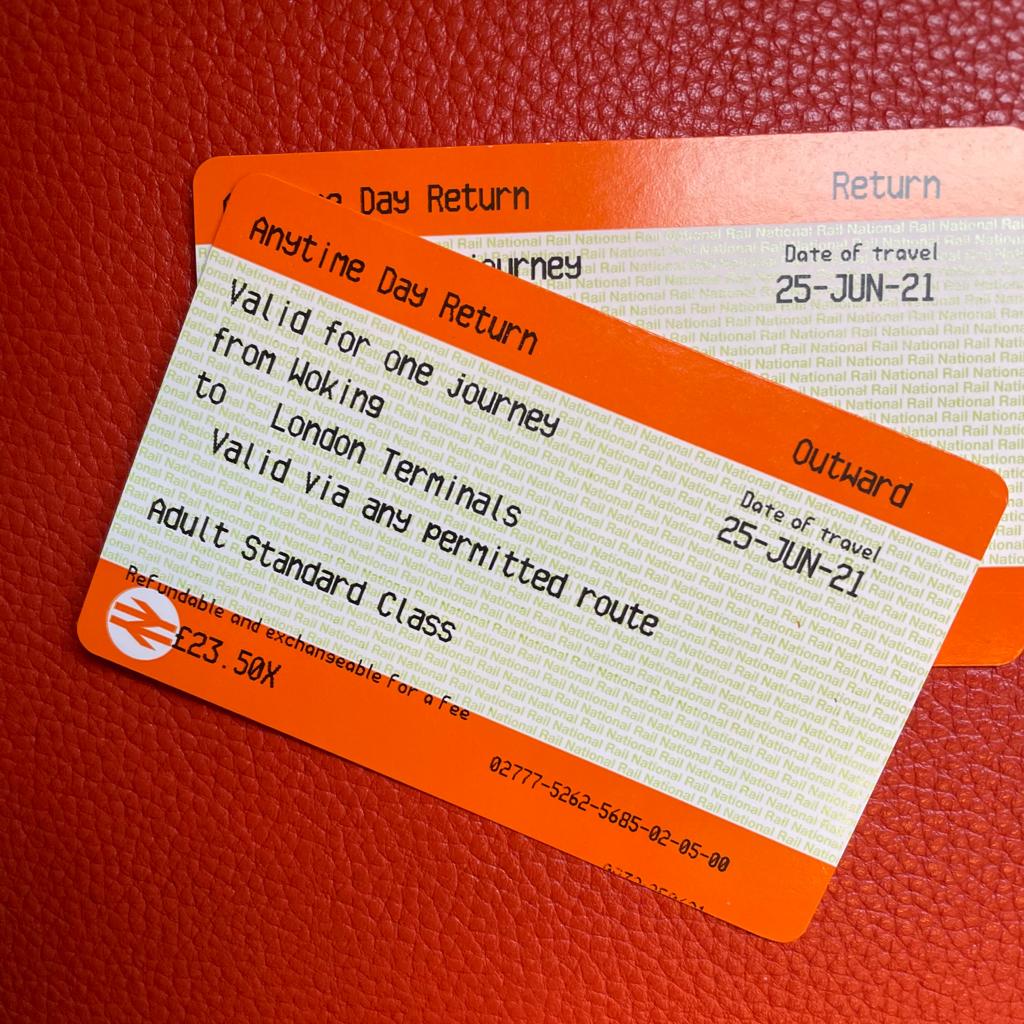 Day Return
Return
Date of travel
25-JUN-21
Anytime Day Return
Outward
Valid for one journey
from Woking
to London Terminals
Valid via any permitted route
Date of travel
25-JUN-21
Adult Standard Class
Refundable and exchangeable for a fee
£23.50X
02777-5262-5685-02-05-00